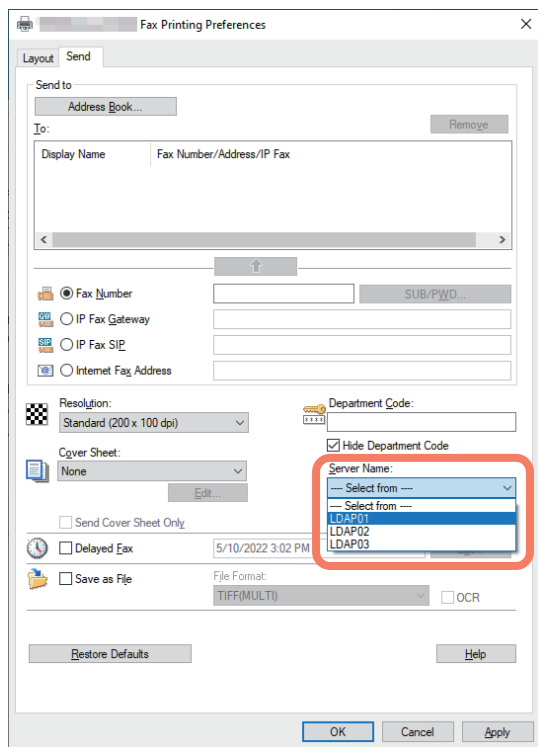 Fax Printing Preferences
Layout
Send
Send to
Address Book...
To:
Remove
Display Name
Fax Number/Address/IP Fax
Fax Number
SUB/PWD...
IP Fax Gateway
IP Fax SIP
Internet Fax Address
Resolution:
Standard (200 x 100 dpi)
Department Code:
Hide Department Code
Cover Sheet:
None
Edit...
Server Name:
---- Select from ----
---- Select from ----
LDAP01
LDAP02
LDAP03
Send Cover Sheet Only
Delayed Fax
5/10/2022 3:02 PM
Save as File
File Format:
TIFF(MULTI)
OCR
Restore Defaults
Help
OK
Cancel
Apply